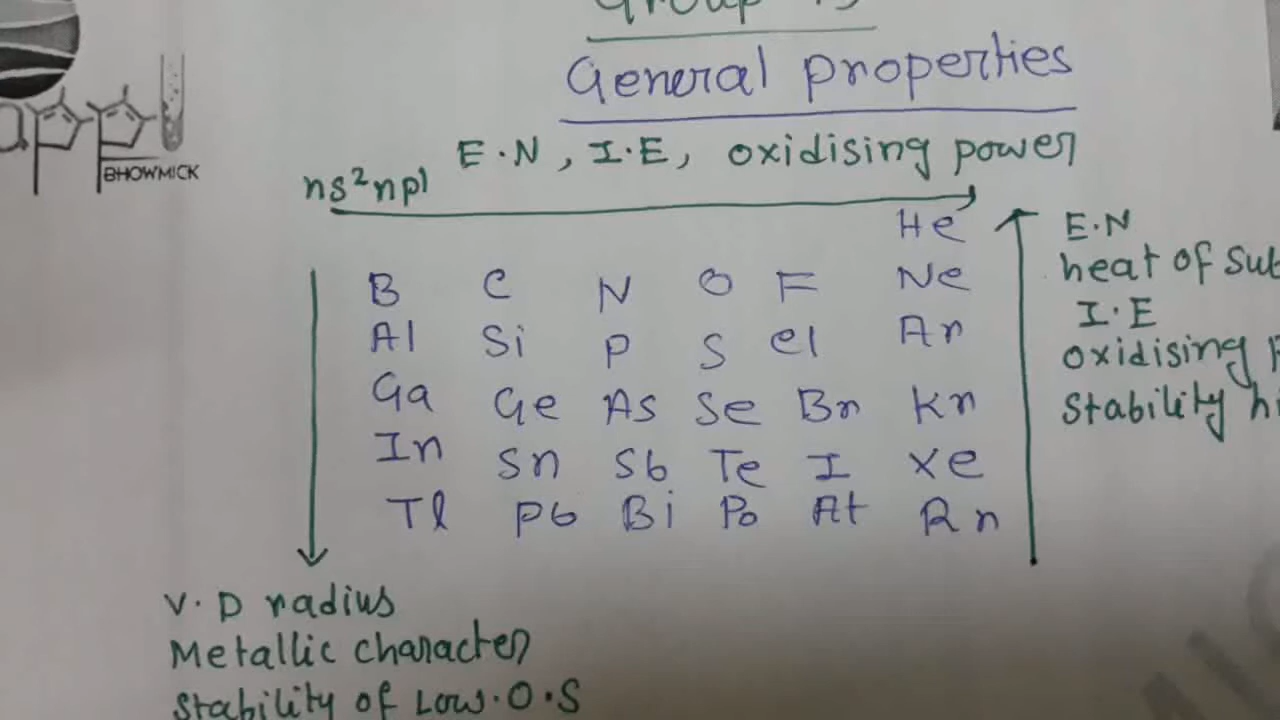 Group 13
General properties
BHOWMICK
E.N, I.E, oxidising power
ns²np¹
He
B C N O F Ne
Al Si P S Cl Ar
Ga Ge As Se Br Kr
In Sn Sb Te I Xe
Tl Pb Bi Po At Rn
E.N
heat of
I.E
oxidising
Stability
V.D radius
Metallic character
Stability of Low.O.S